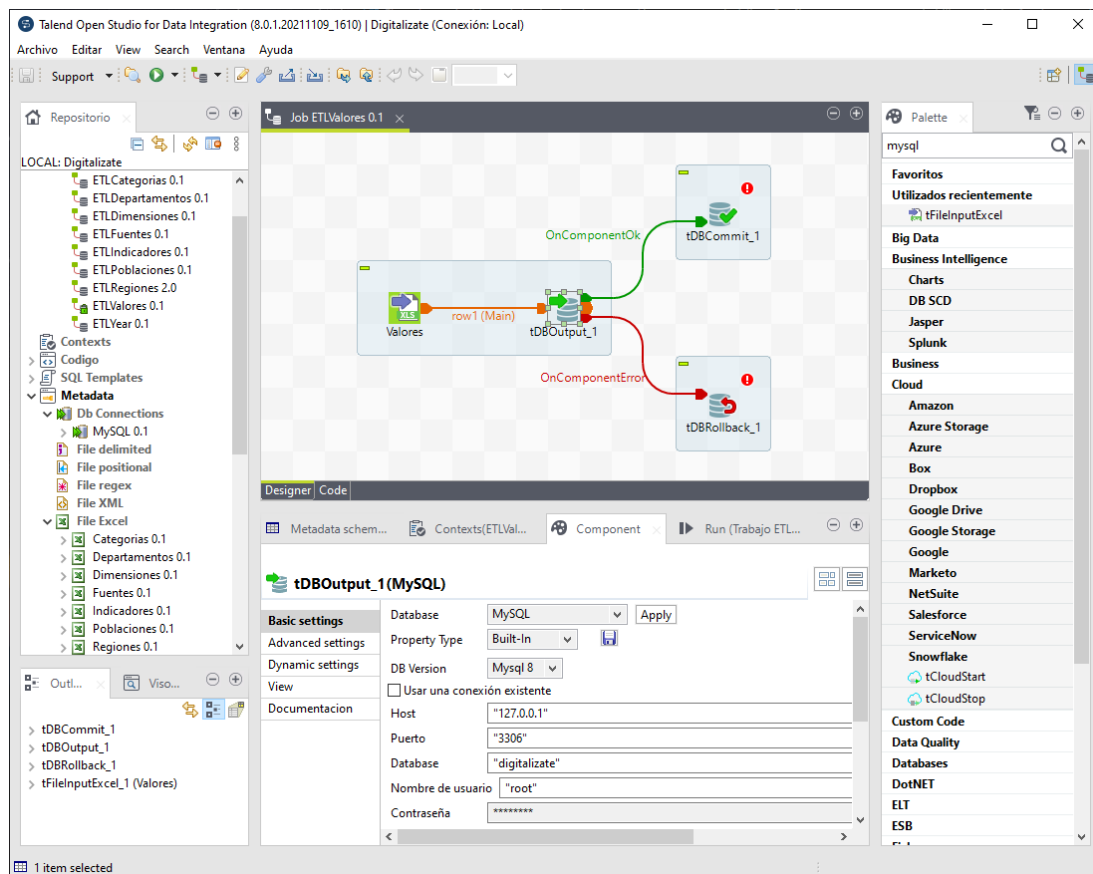 Talend Open Studio for Data Integration (8.0.1.20211109_1610) | Digitalizate (Conexión: Local)
Archivo Editar View Search Ventana Ayuda
Support
Repositorio
LOCAL: Digitalizate
ETLCategorias 0.1
ETLDepartamentos 0.1
ETLDimensiones 0.1
ETLFuentes 0.1
ETLIndicadores 0.1
ETLPoblaciones 0.1
ETLRegiones 2.0
ETLValores 0.1
ETLYear 0.1
Contexts
Codigo
SQL Templates
Metadata
Db Connections
MySQL 0.1
File delimited
File positional
File regex
File XML
File Excel
Categorias 0.1
Departamentos 0.1
Dimensiones 0.1
Fuentes 0.1
Indicadores 0.1
Poblaciones 0.1
Regiones 0.1
Outl...
Viso...
tDBCommit_1
tDBOutput_1
tDBRollback_1
tFileInputExcel_1 (Valores)
Job ETLValores 0.1
OnComponentOk
tDBCommit_1
XLS
Valores
row1 (Main)
tDBOutput_1
OnComponentError
tDBRollback_1
Designer Code
Metadata schem...
Contexts(ETLVal...
Component
Run (Trabajo ETL...
tDBOutput_1(MySQL)
Basic settings
Advanced settings
Dynamic settings
View
Documentacion
Database MySQL Apply
Property Type Built-In
DB Version Mysql 8
Usar una conexión existente
Host "127.0.0.1"
Puerto "3306"
Database "digitalizate"
Nombre de usuario "root"
Contraseña ********
Palette
mysql
Favoritos
Utilizados recientemente
tFileInputExcel
Big Data
Business Intelligence
Charts
DB SCD
Jasper
Splunk
Business
Cloud
Amazon
Azure Storage
Azure
Box
Dropbox
Google Drive
Google Storage
Google
Marketo
NetSuite
Salesforce
ServiceNow
Snowflake
tCloudStart
tCloudStop
Custom Code
Data Quality
Databases
DotNET
ELT
ESB
1 item selected